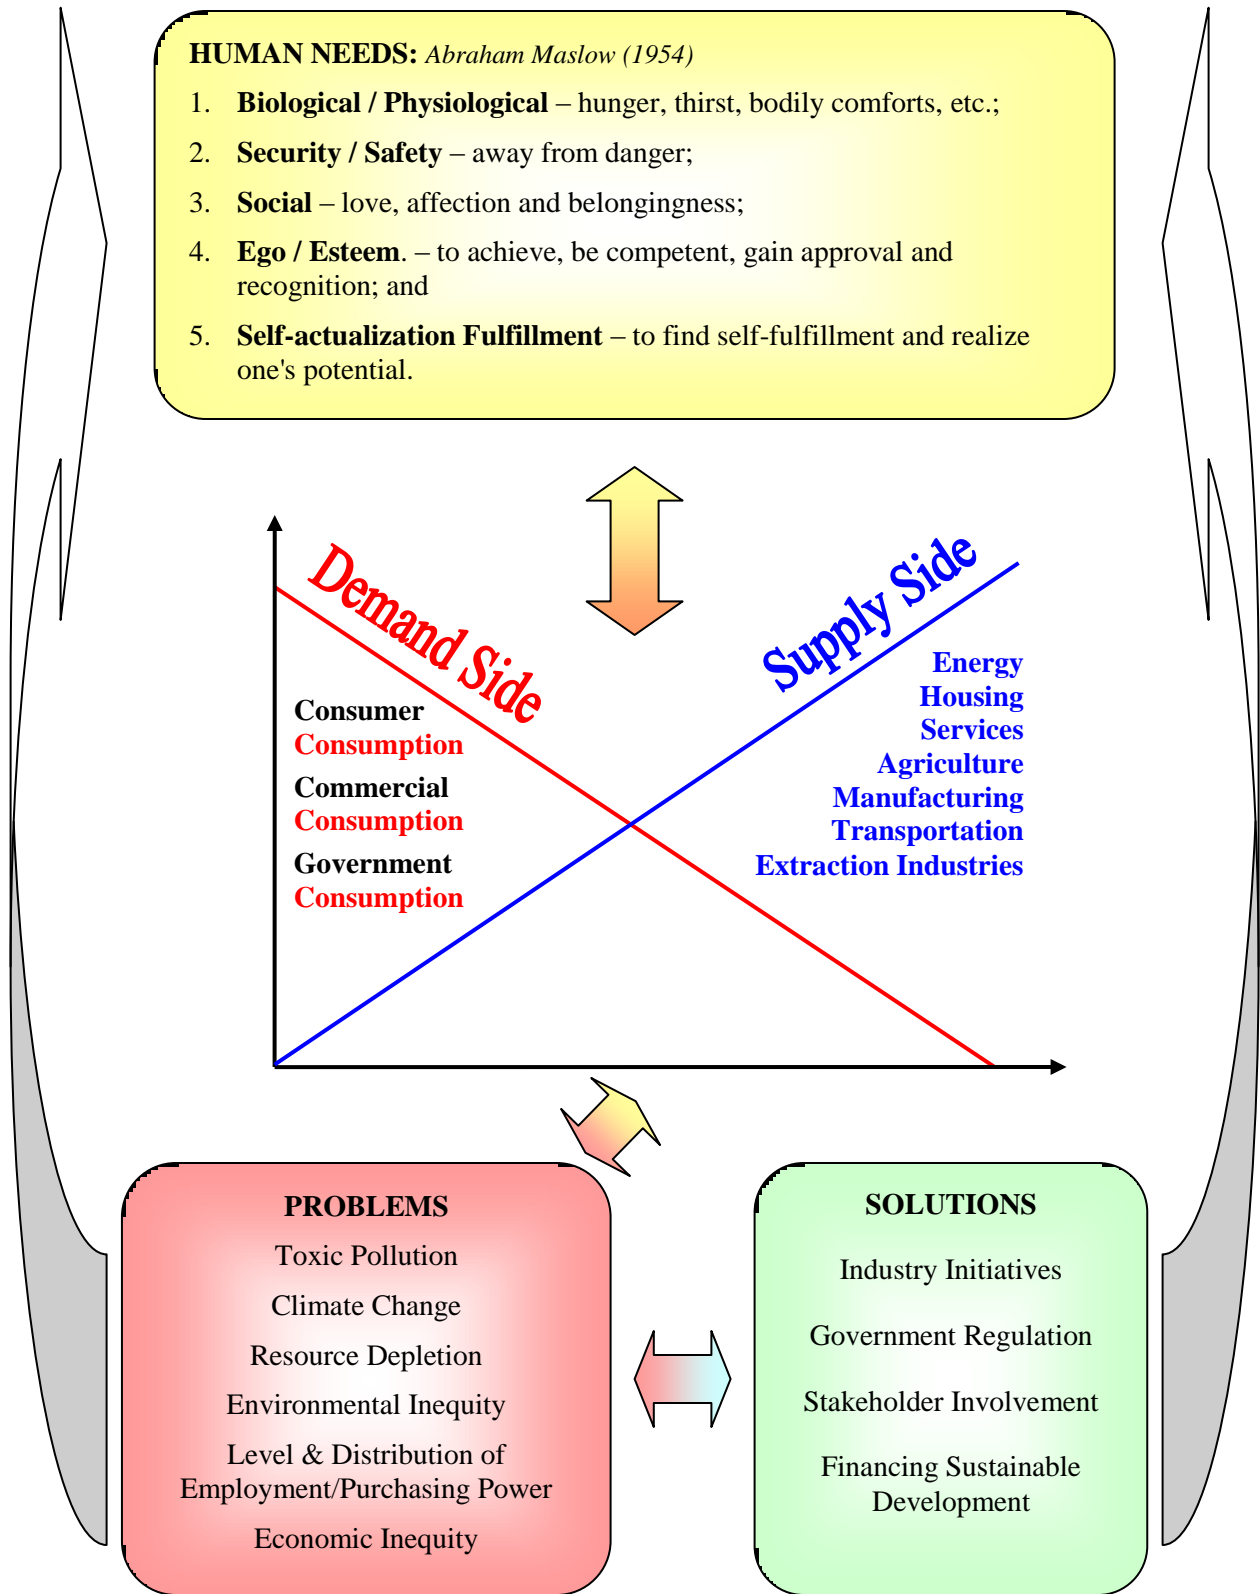 HUMAN NEEDS: Abraham Maslow (1954)
1. Biological / Physiological – hunger, thirst, bodily comforts, etc.;
2. Security / Safety – away from danger;
3. Social – love, affection and belongingness;
4. Ego / Esteem. – to achieve, be competent, gain approval and
recognition; and
5. Self-actualization Fulfillment – to find self-fulfillment and realize
one's potential.
Demand Side
Consumer
Consumption
Commercial
Consumption
Government
Consumption
Supply Side
Energy
Housing
Services
Agriculture
Manufacturing
Transportation
Extraction Industries
PROBLEMS
Toxic Pollution
Climate Change
Resource Depletion
Environmental Inequity
Level & Distribution of
Employment/Purchasing Power
Economic Inequity
SOLUTIONS
Industry Initiatives
Government Regulation
Stakeholder Involvement
Financing Sustainable
Development